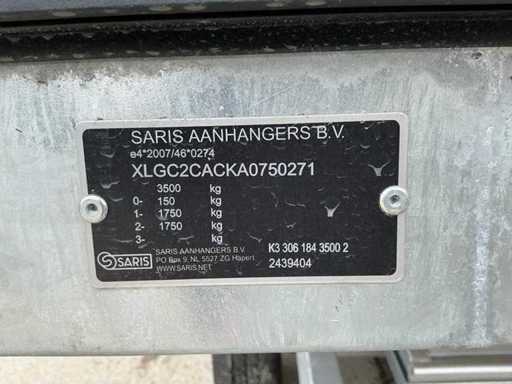 SARIS AANHANGERS B.V.
e4*2007/46*0274
XLGC2CACKA0750271
3500 kg
0- 150 kg
1- 1750 kg
2- 1750 kg
3- kg
SARIS
SARIS AANHANGERS B.V.
PO Box 9, NL 5527 ZG Hapert
WWW.SARIS.NET
K3 306 184 3500 2
2439404